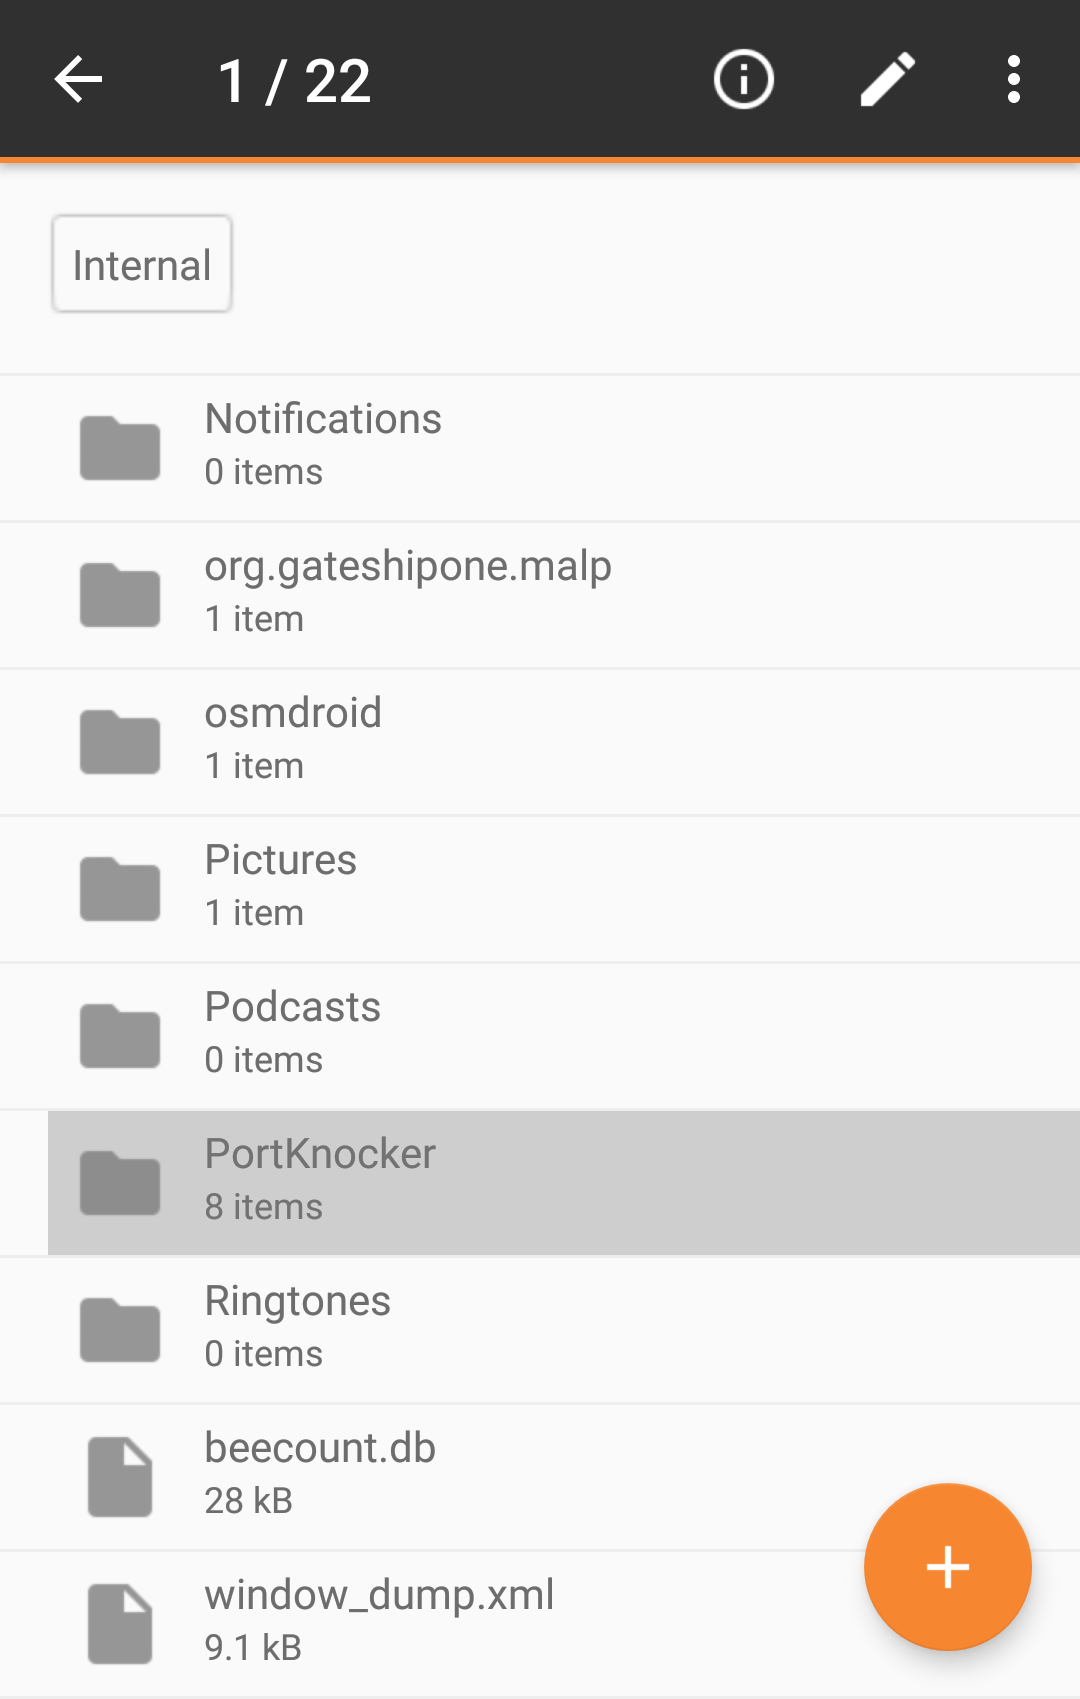 1 / 22
Internal
Notifications
0 items
org.gateshipone.malp
1 item
osmdroid
1 item
Pictures
1 item
Podcasts
0 items
PortKnocker
8 items
Ringtones
0 items
beecount.db
28 kB
window_dump.xml
9.1 kB